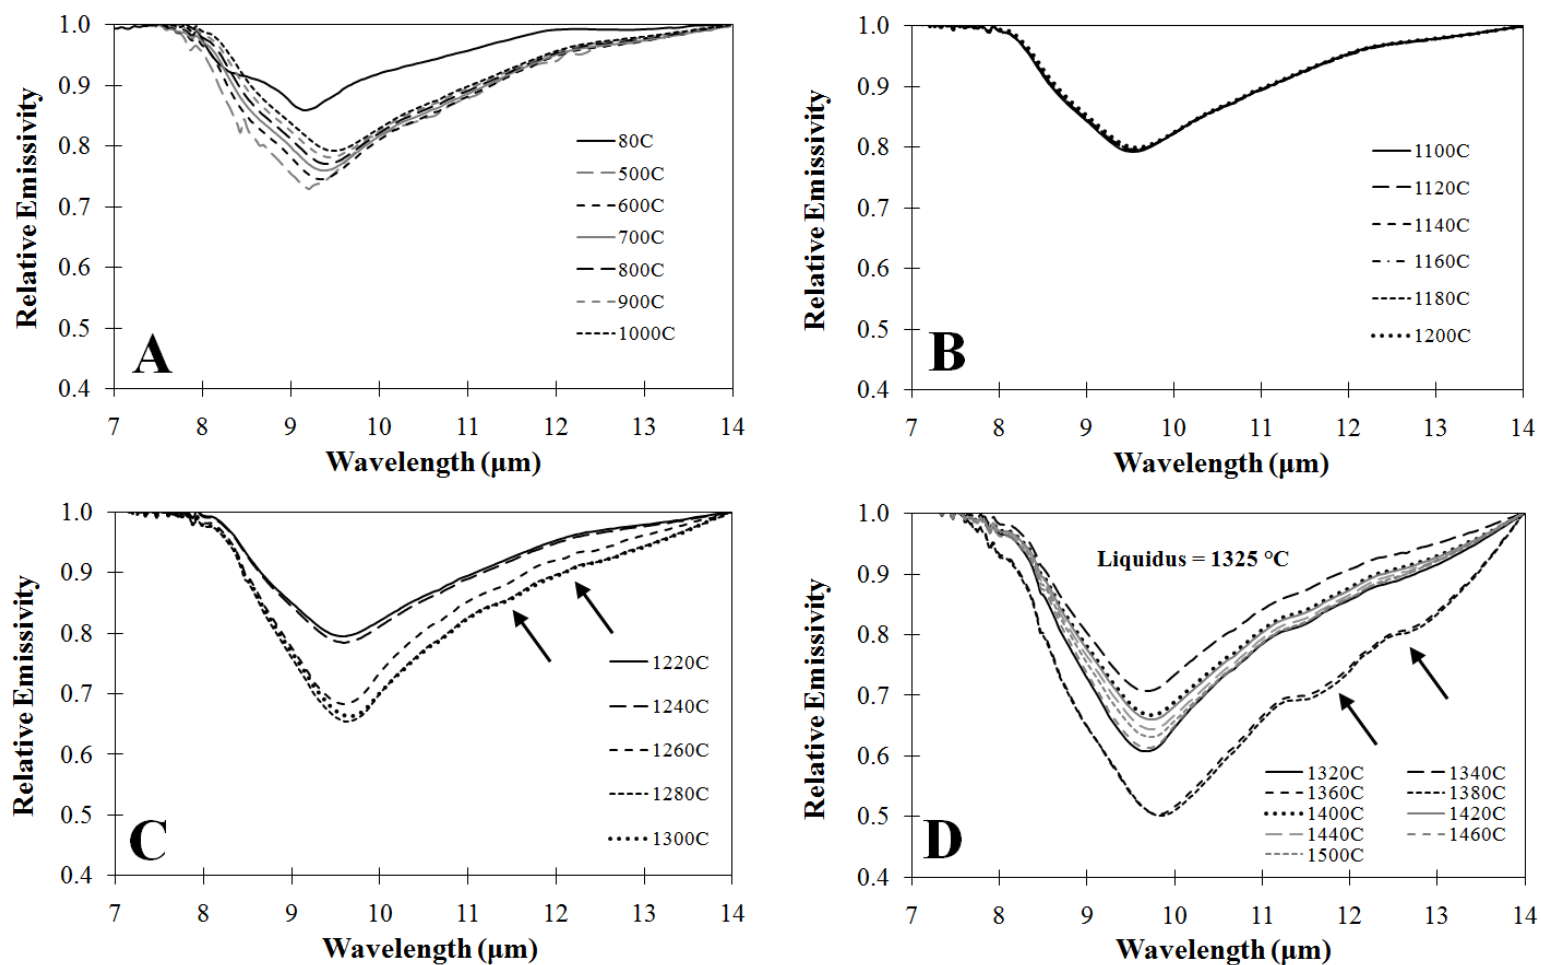 1.0
0.9
0.8
0.7
0.6
0.5
0.4
Relative Emissivity
80C
500C
600C
700C
800C
900C
1000C
A
7 8 9 10 11 12 13 14
Wavelength (μm)
1.0
0.9
0.8
0.7
0.6
0.5
0.4
Relative Emissivity
1100C
1120C
1140C
1160C
1180C
1200C
B
7 8 9 10 11 12 13 14
Wavelength (μm)
1.0
0.9
0.8
0.7
0.6
0.5
0.4
Relative Emissivity
1220C
1240C
1260C
1280C
1300C
C
7 8 9 10 11 12 13 14
Wavelength (μm)
1.0
0.9
0.8
0.7
0.6
0.5
0.4
Relative Emissivity
Liquidus = 1325 °C
1320C 1340C
1360C 1380C
1400C 1420C
1440C 1460C
1500C
D
7 8 9 10 11 12 13 14
Wavelength (μm)